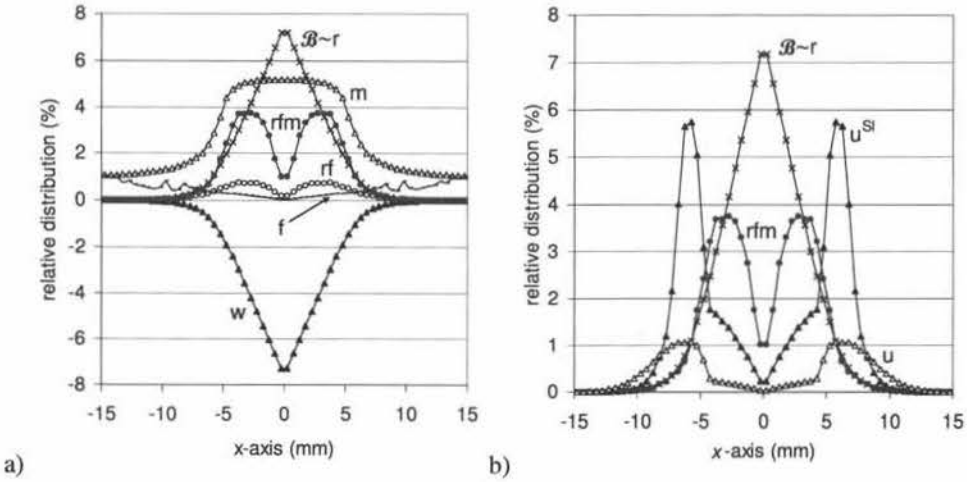 8
6
4
2
0
-2
-4
-6
-8
relative distribution (%)
ℬ~r
m
rfm
rf
f
w
-15
-10
-5
0
5
10
15
x-axis (mm)
a)
8
7
6
5
4
3
2
1
0
relative distribution (%)
ℬ~r
u^SI
rfm
u
-15
-10
-5
0
5
10
15
x-axis (mm)
b)